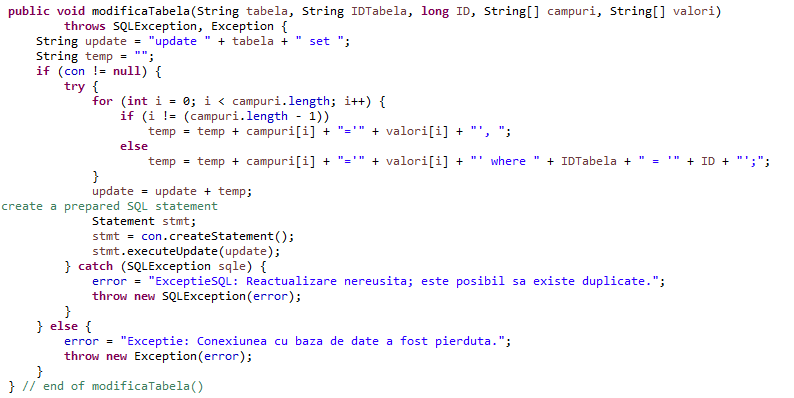 public void modificaTabela(String tabela, String IDTabela, long ID, String[] campuri, String[] valori)
        throws SQLException, Exception {
    String update = "update " + tabela + " set ";
    String temp = "";
    if (con != null) {
        try {
            for (int i = 0; i < campuri.length; i++) {
                if (i != (campuri.length - 1))
                    temp = temp + campuri[i] + "='" + valori[i] + "', ";
                else
                    temp = temp + campuri[i] + "='" + valori[i] + "' where " + IDTabela + " = '" + ID + "';";
            }
            update = update + temp;
create a prepared SQL statement
            Statement stmt;
            stmt = con.createStatement();
            stmt.executeUpdate(update);
        } catch (SQLException sqle) {
            error = "ExceptieSQL: Reactualizare nereusita; este posibil sa existe duplicate.";
            throw new SQLException(error);
        }
    } else {
        error = "Exceptie: Conexiunea cu baza de date a fost pierduta.";
        throw new Exception(error);
    }
} // end of modificaTabela()